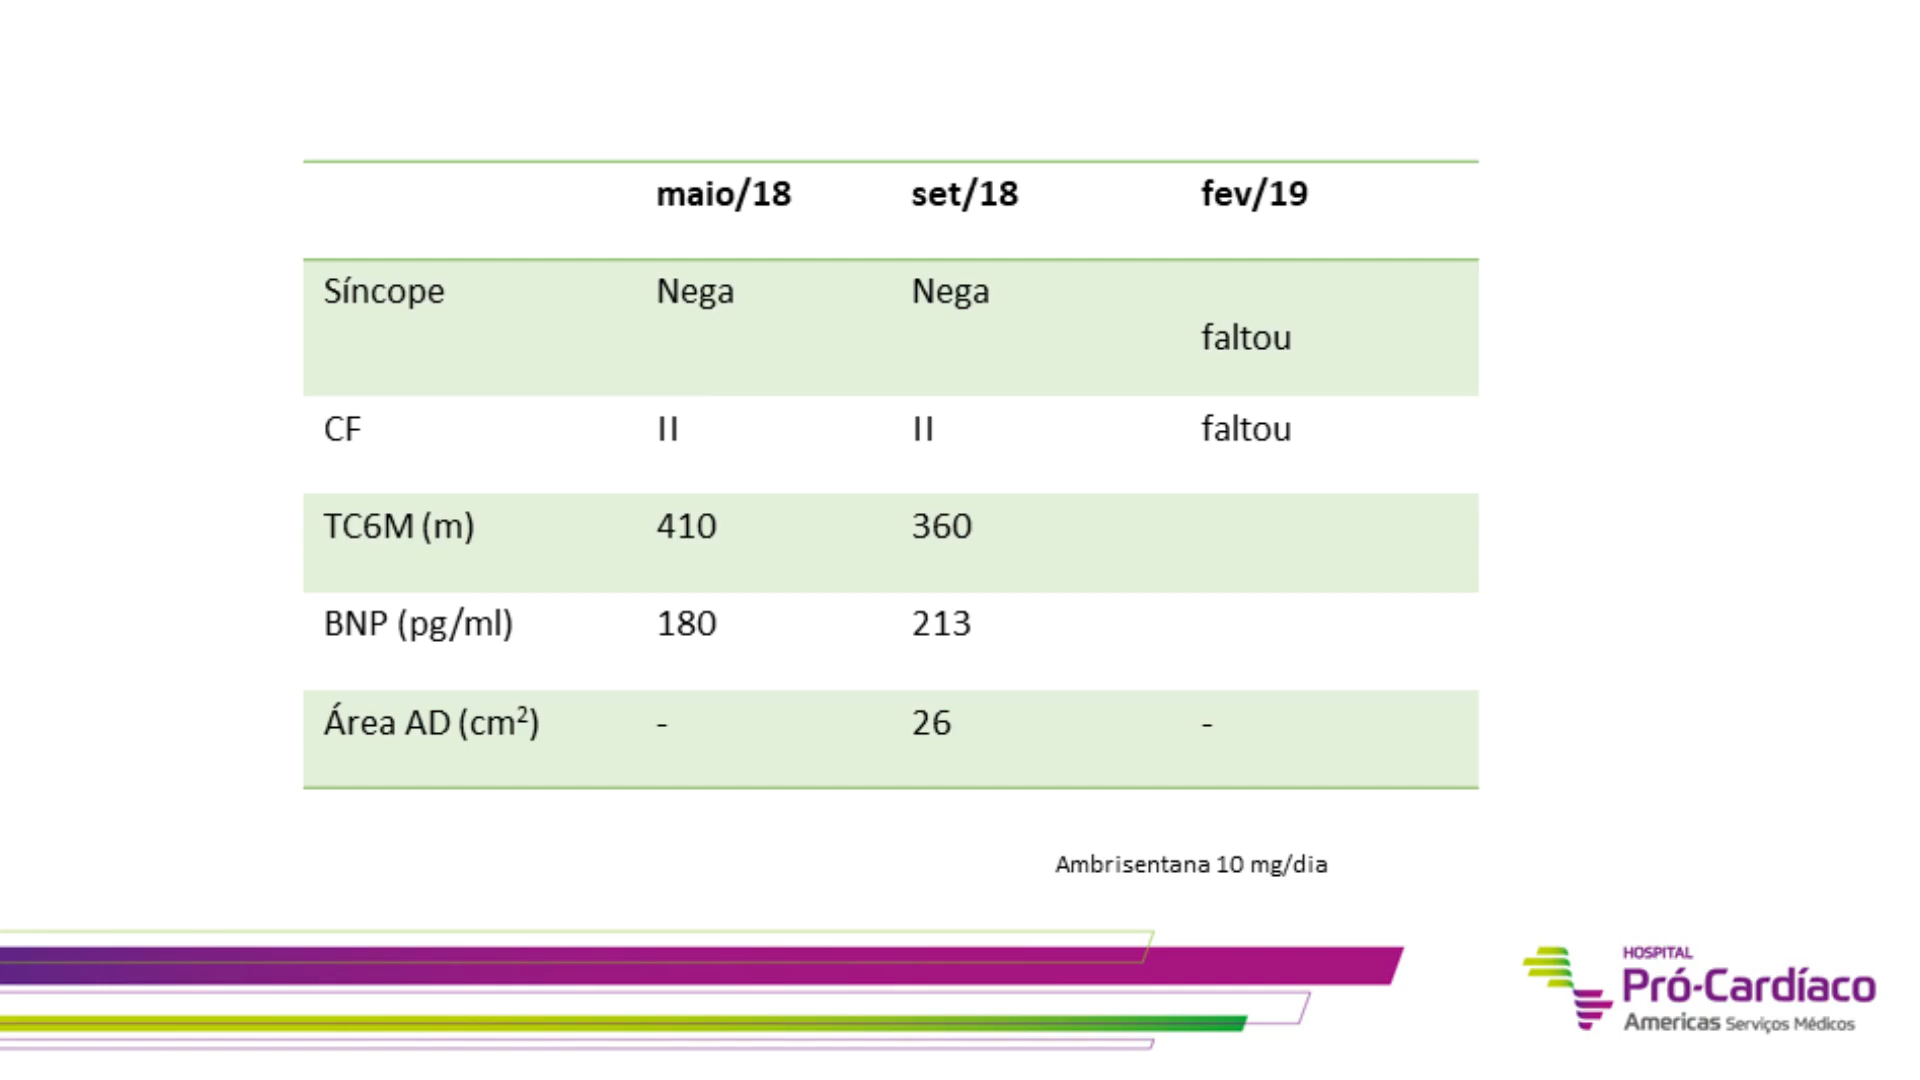 maio/18 set/18 fev/19
Síncope Nega Nega faltou
CF II II faltou
TC6M (m) 410 360
BNP (pg/ml) 180 213
Área AD (cm²) - 26 -
Ambrisentana 10 mg/dia
HOSPITAL
Pró-Cardíaco
Americas Serviços Médicos